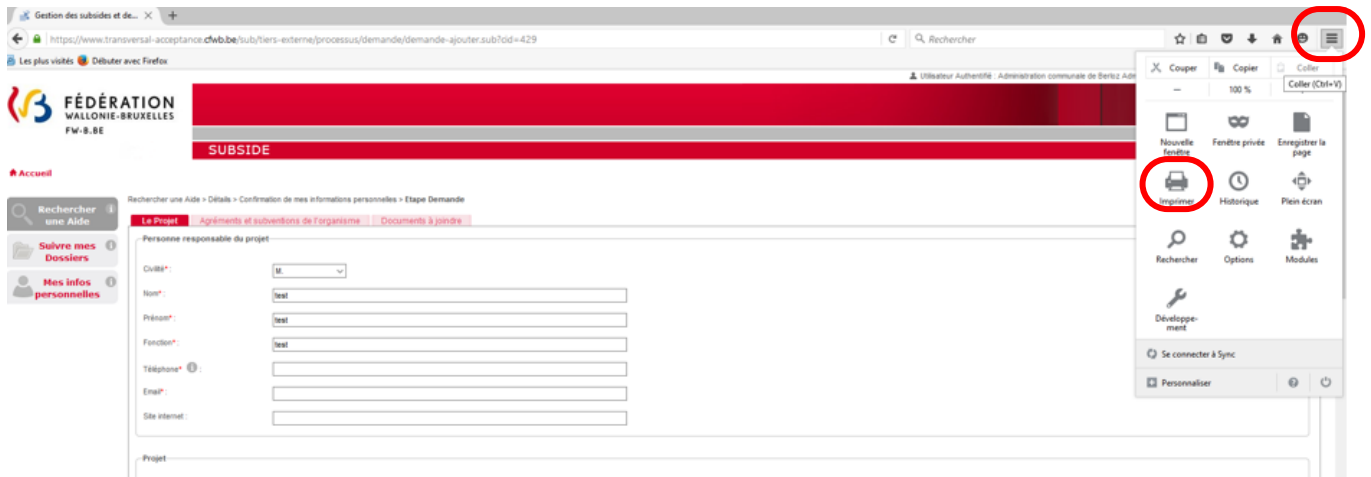 Gestion des subsides et de...
https://www.transversal-acceptance.cfwb.be/sub/tiers-externe/processus/demande/demande-ajouter.sub?cid=429
Rechercher
Les plus visités Débuter avec Firefox
Utilisateur Authentifié : Administration communale de Berloz Adm
FÉDÉRATION
WALLONIE-BRUXELLES
FW-B.BE
SUBSIDE
Accueil
Rechercher une Aide > Détails > Confirmation de mes informations personnelles > Etape Demande
Rechercher
une Aide
Suivre mes
Dossiers
Mes infos
personnelles
Le Projet Agréments et subventions de l'organisme Documents à joindre
Personne responsable du projet
Civilité* : M.
Nom* : test
Prénom* : test
Fonction* : test
Téléphone* :
Email* :
Site internet :
Projet
Couper Copier Coller
100 % Coller (Ctrl+V)
Nouvelle
fenêtre
Fenêtre privée
Enregistrer la
page
Imprimer Historique Plein écran
Rechercher Options Modules
Développe-
ment
Se connecter à Sync
Personnaliser